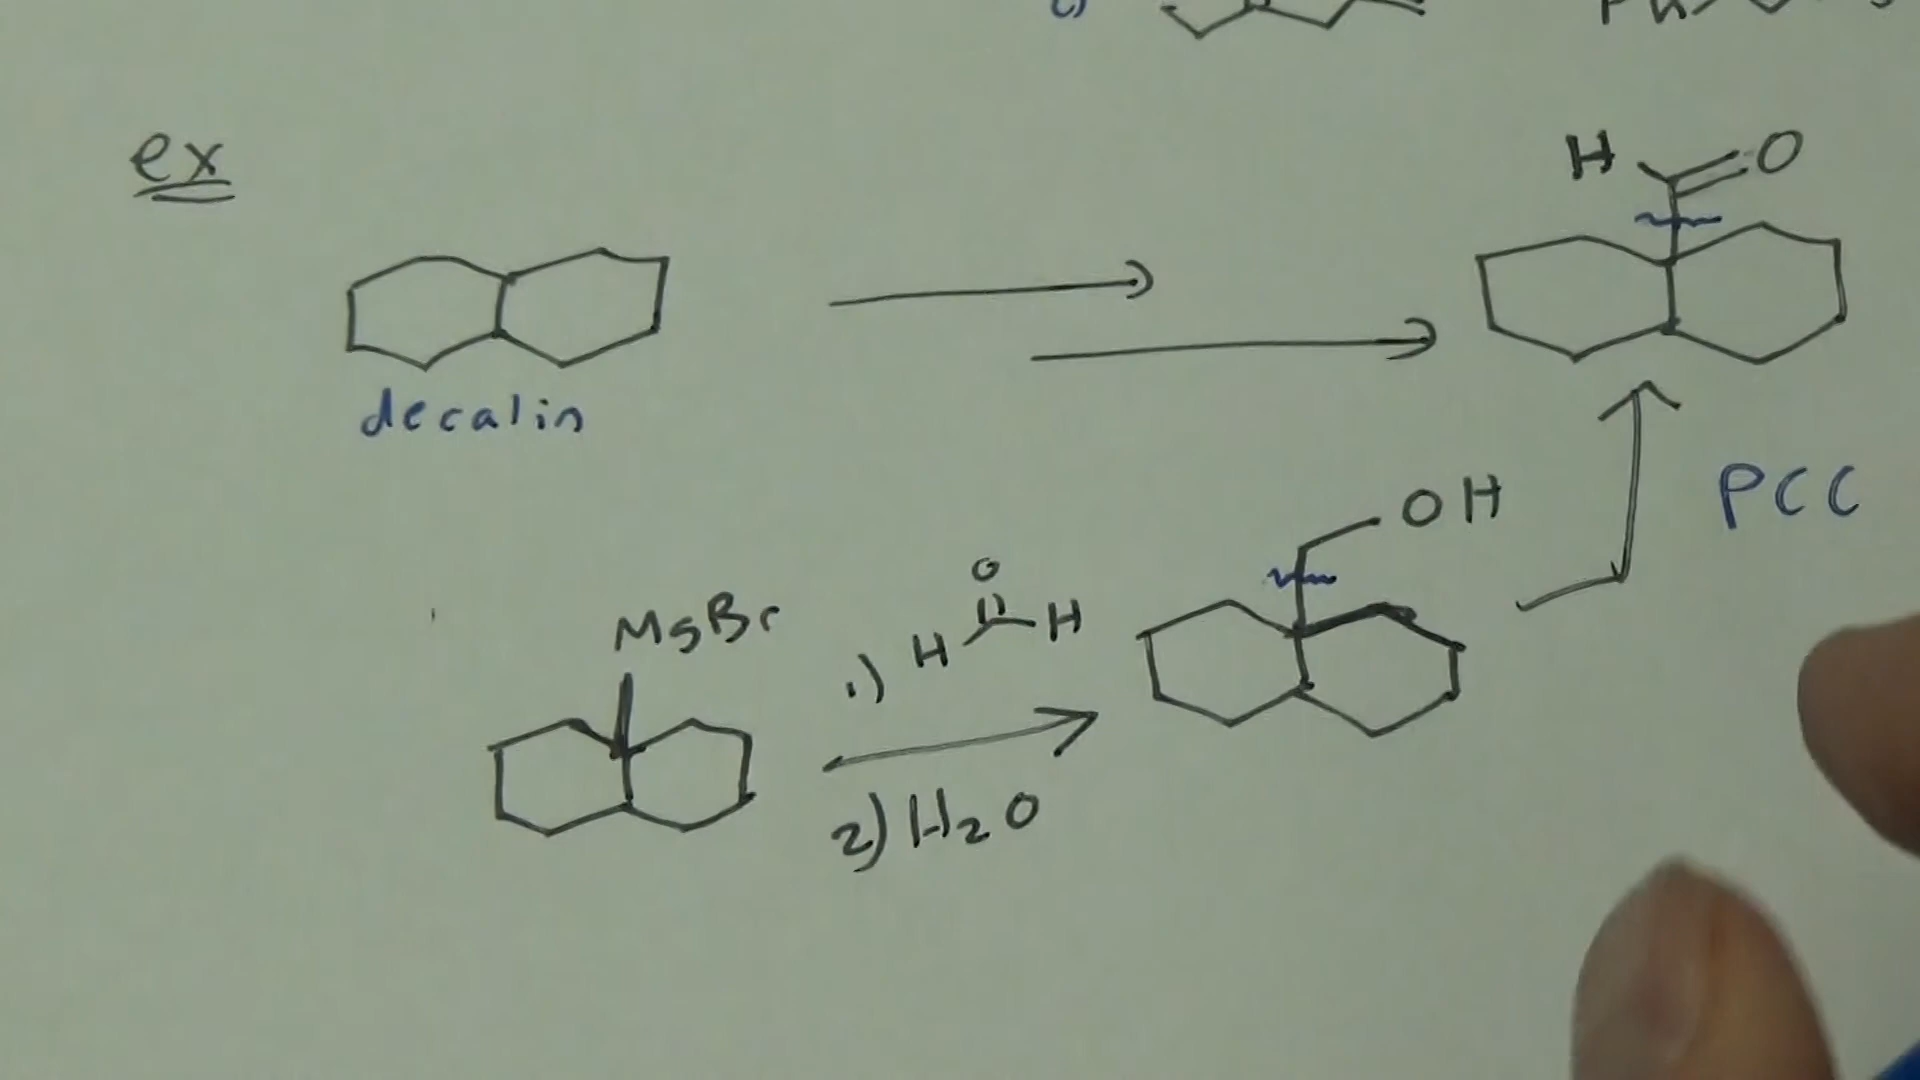 c)
ex
H
O
decalin
PCC
OH
O
H
H
MgBr
1.)
2) H₂O